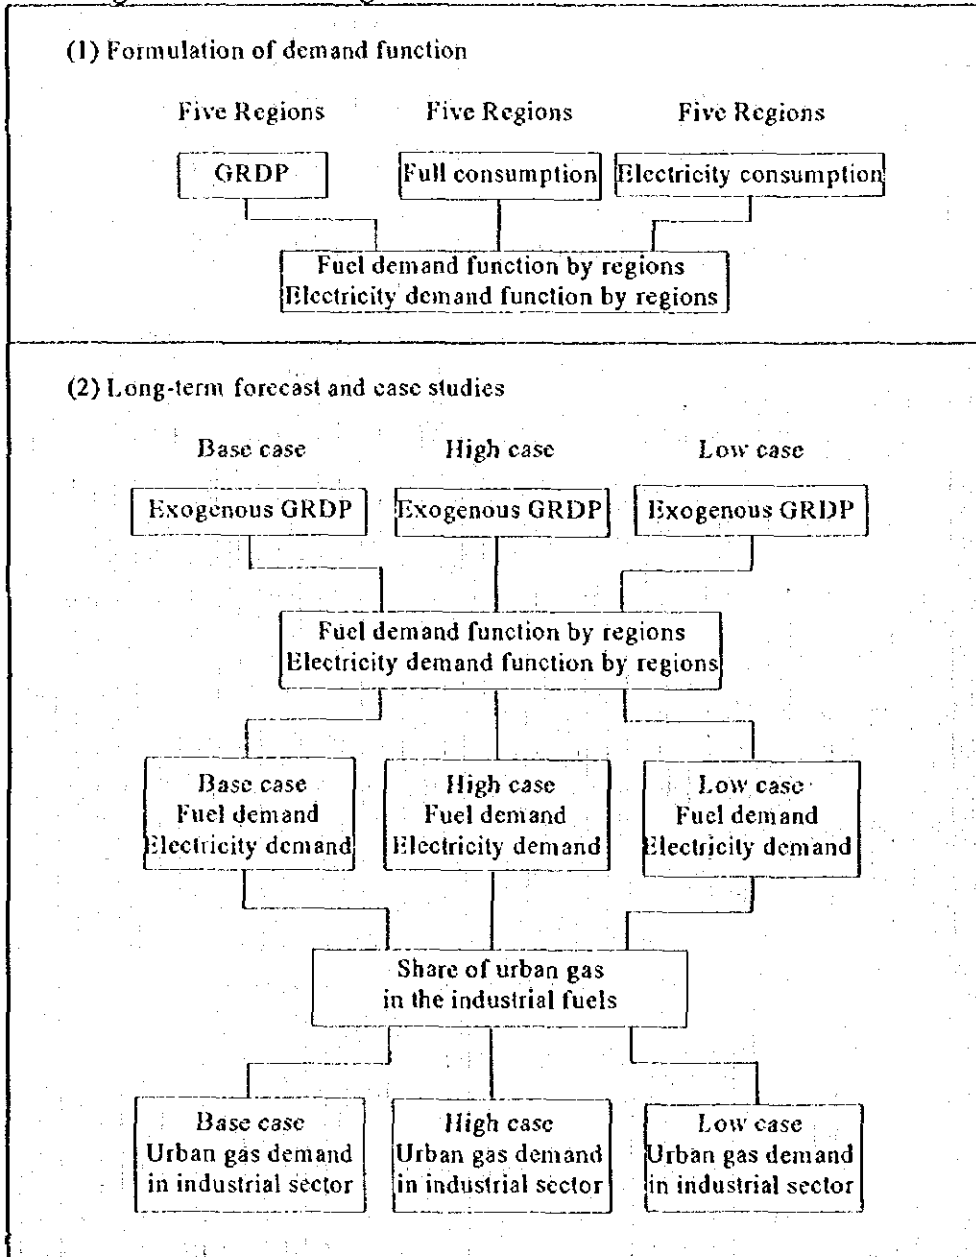 (1) Formulation of demand function
Five Regions Five Regions Five Regions
GRDP Full consumption Electricity consumption
Fuel demand function by regions
Electricity demand function by regions
(2) Long-term forecast and case studies
Base case High case Low case
Exogenous GRDP Exogenous GRDP Exogenous GRDP
Fuel demand function by regions
Electricity demand function by regions
Base case High case Low case
Fuel demand Fuel demand Fuel demand
Electricity demand Electricity demand Electricity demand
Share of urban gas
in the industrial fuels
Base case High case Low case
Urban gas demand Urban gas demand Urban gas demand
in industrial sector in industrial sector in industrial sector